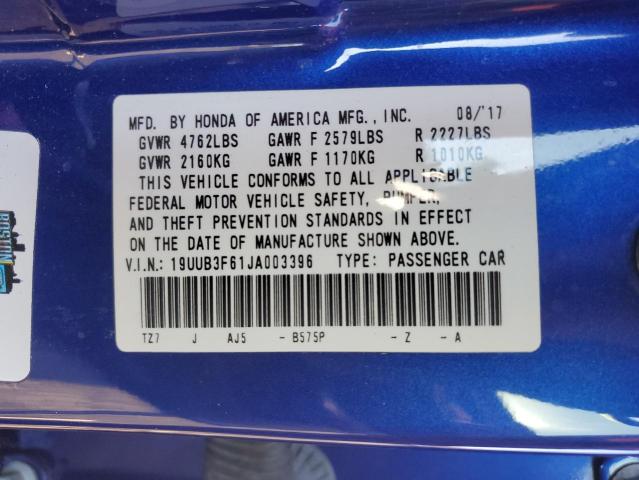 MFD. BY HONDA OF AMERICA MFG., INC. 08/'17
GVWR 4762LBS GAWR F 2579LBS R 2227LBS
GVWR 2160KG GAWR F 1170KG R 1010KG
THIS VEHICLE CONFORMS TO ALL APPLICABLE
FEDERAL MOTOR VEHICLE SAFETY, BUMPER,
AND THEFT PREVENTION STANDARDS IN EFFECT
ON THE DATE OF MANUFACTURE SHOWN ABOVE.
V.I.N.: 19UUB3F61JA003396 TYPE: PASSENGER CAR
TZ7 J AJ5 - B575P - Z - A
BOSTON